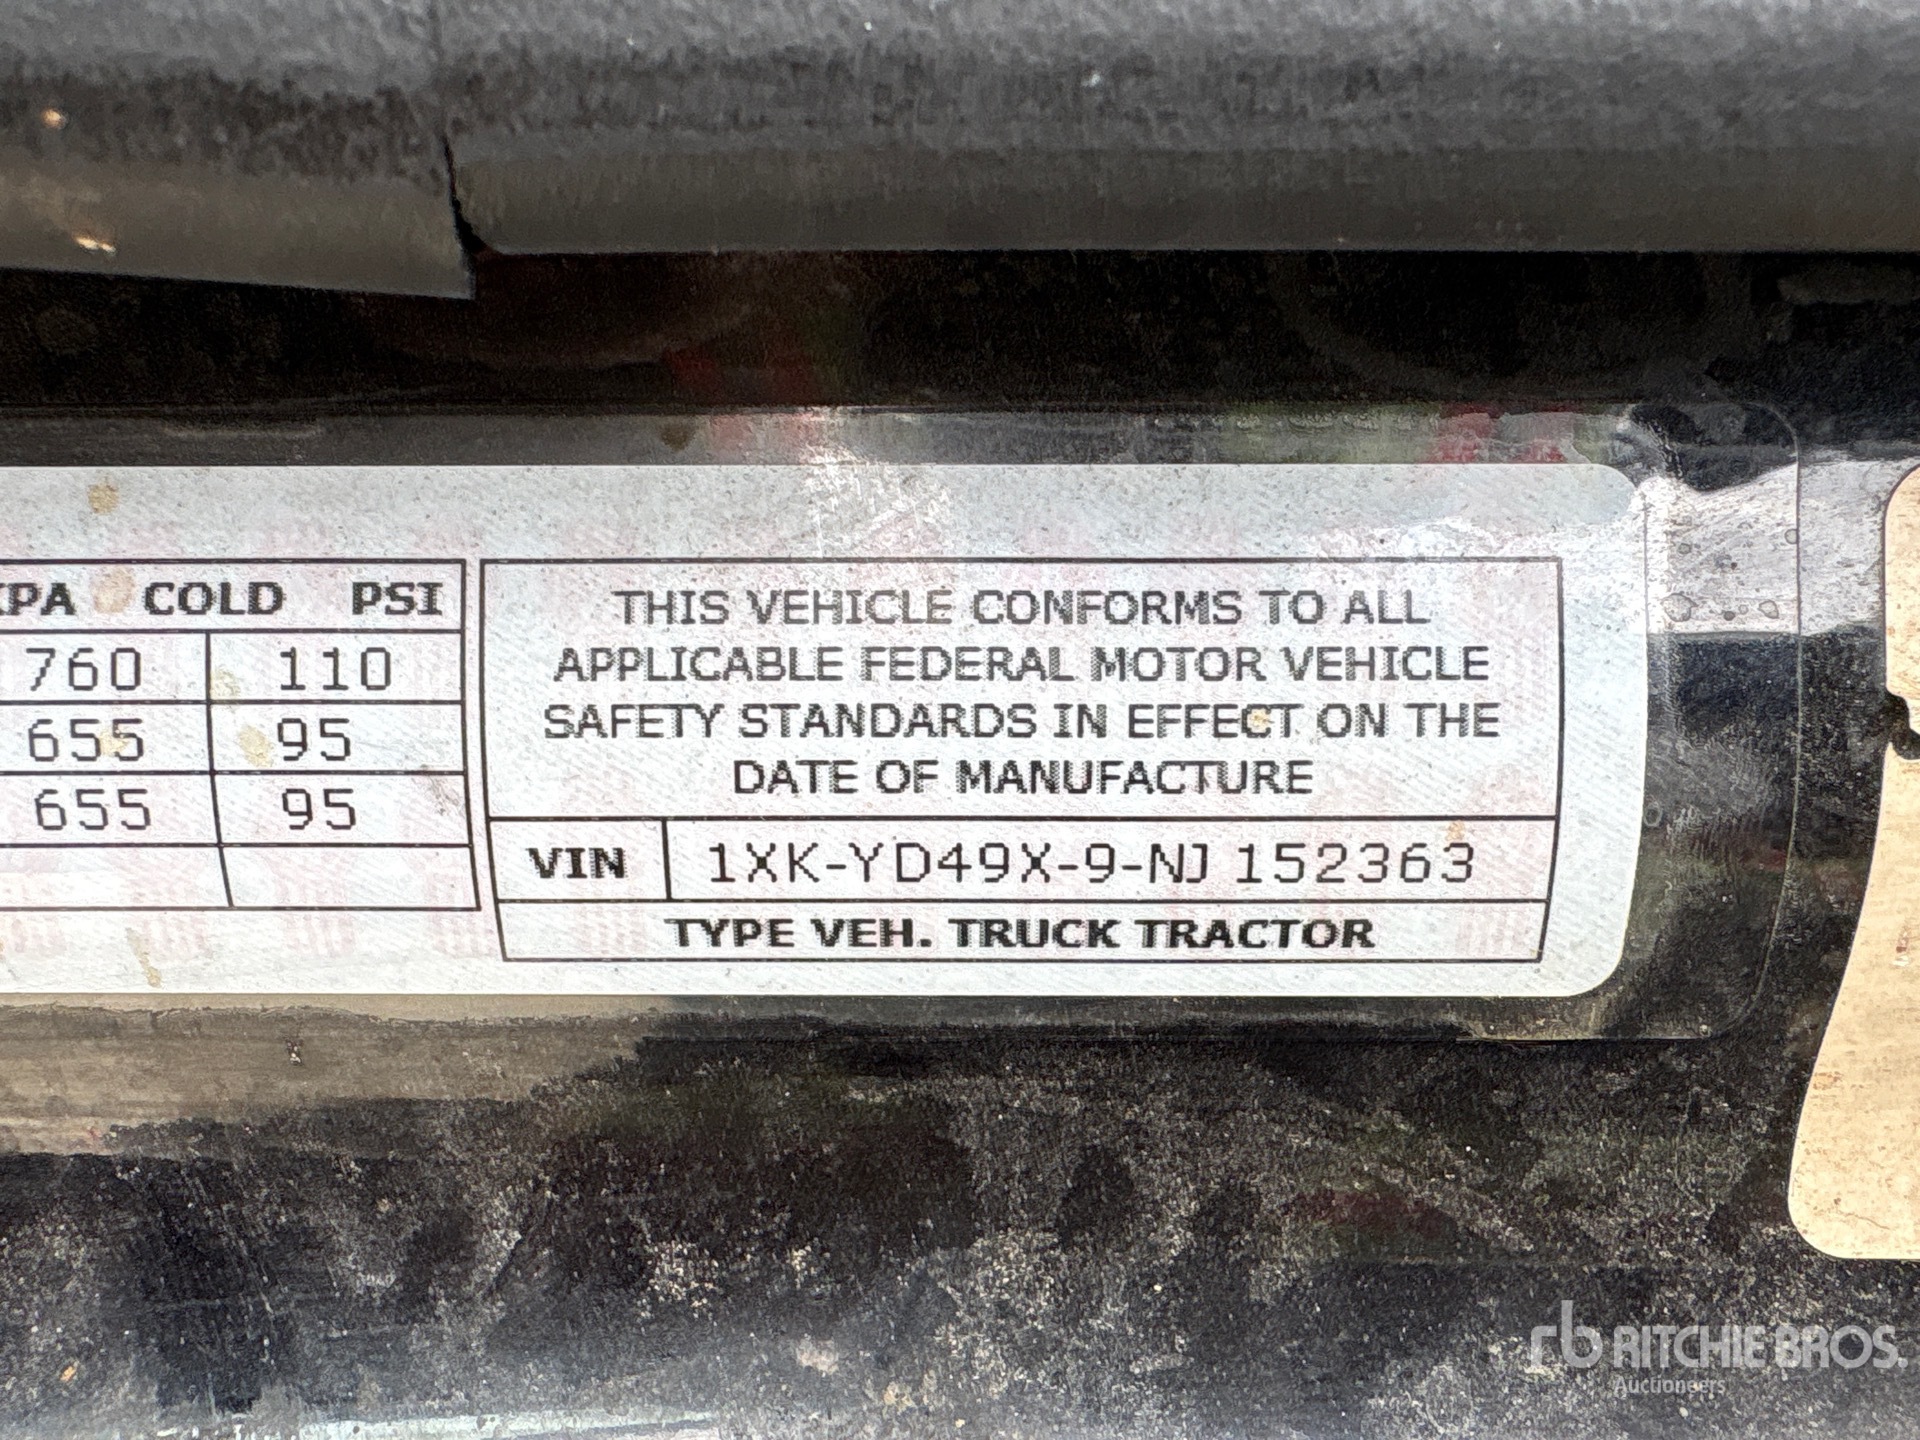 KPA COLD PSI
760 110
655 95
655 95
THIS VEHICLE CONFORMS TO ALL
APPLICABLE FEDERAL MOTOR VEHICLE
SAFETY STANDARDS IN EFFECT ON THE
DATE OF MANUFACTURE
VIN 1XK-YD49X-9-NJ 152363
TYPE VEH. TRUCK TRACTOR
rb RITCHIE BROS.
Auctioneers